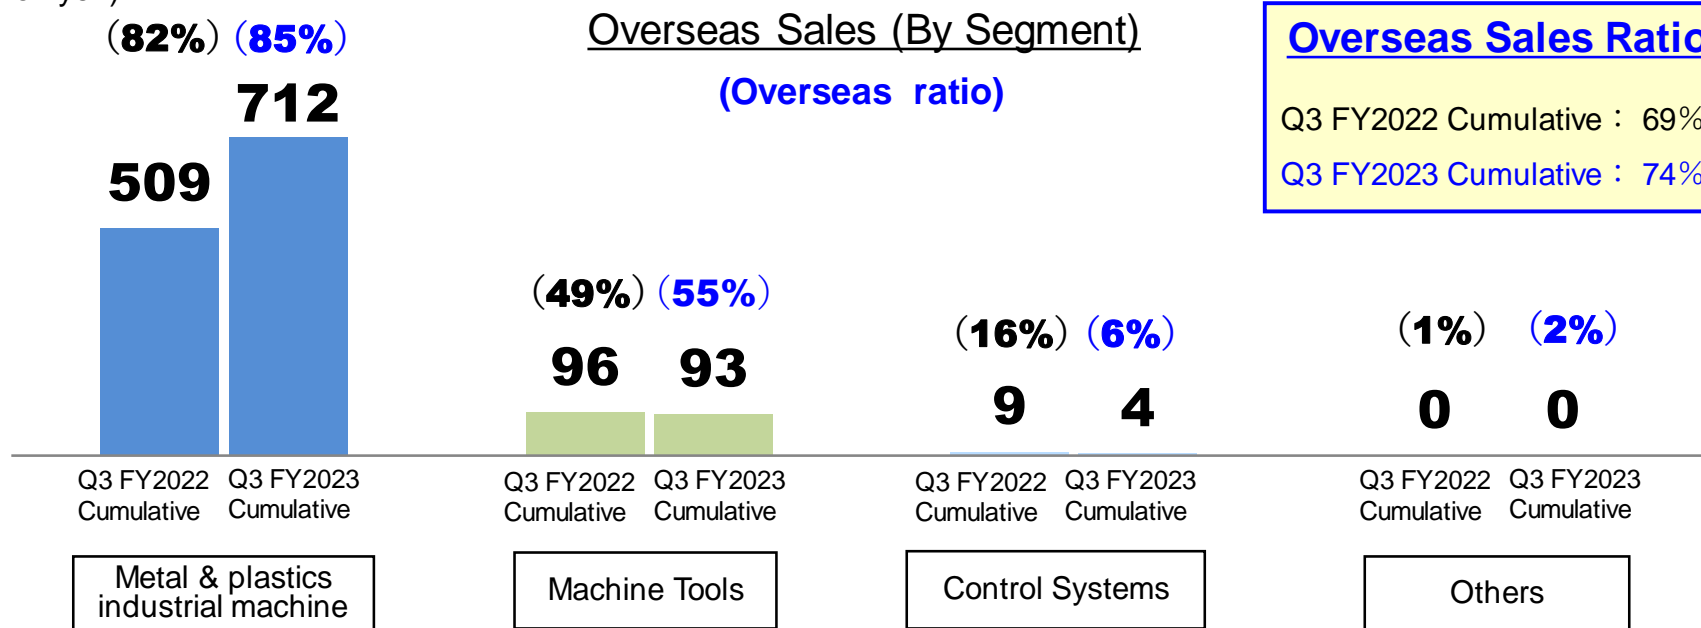 (82%) (85%)
Overseas Sales (By Segment)
(Overseas ratio)
Overseas Sales Ratio
Q3 FY2022 Cumulative： 69%
Q3 FY2023 Cumulative： 74%
509 712
(49%) (55%)
96 93
(16%) (6%)
9 4
(1%) (2%)
0 0
Q3 FY2022 Cumulative
Q3 FY2023 Cumulative
Q3 FY2022 Cumulative
Q3 FY2023 Cumulative
Q3 FY2022 Cumulative
Q3 FY2023 Cumulative
Q3 FY2022 Cumulative
Q3 FY2023 Cumulative
Metal & plastics
industrial machine
Machine Tools
Control Systems
Others